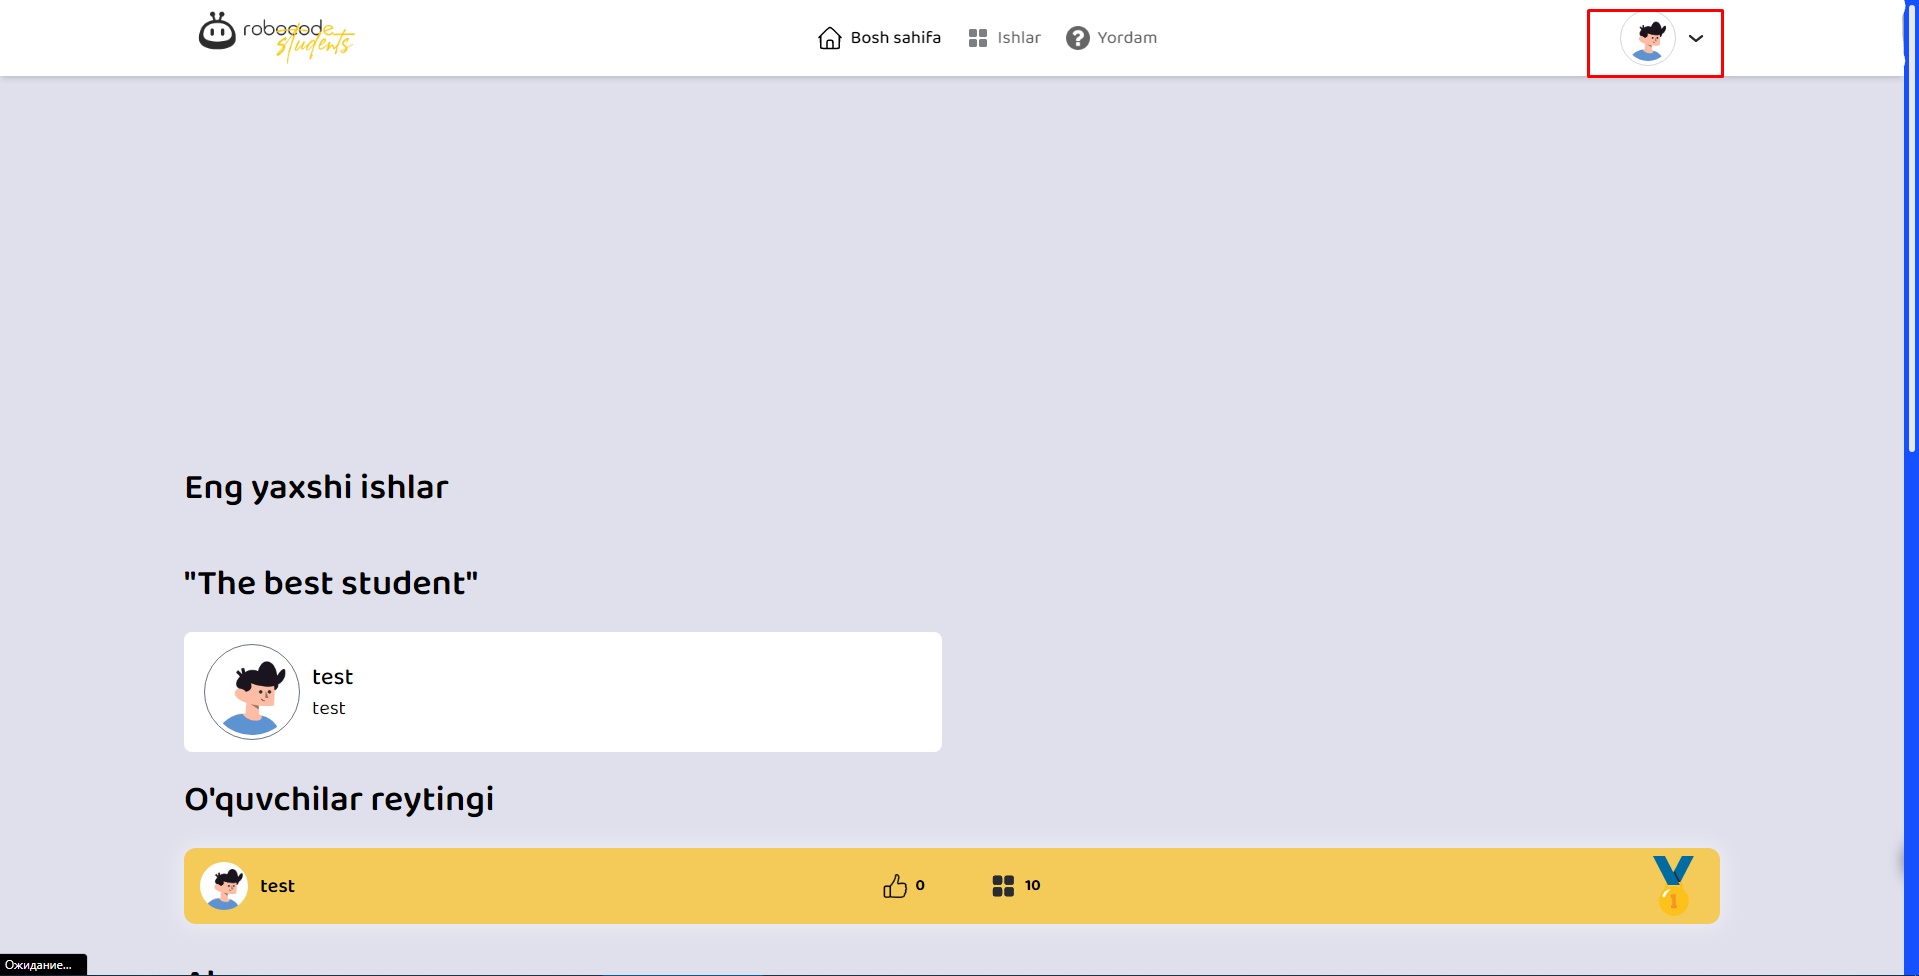 robocode
students
Bosh sahifa
Ishlar
Yordam
Eng yaxshi ishlar
"The best student"
test
test
O'quvchilar reytingi
test
0
10
1
Ожидание...